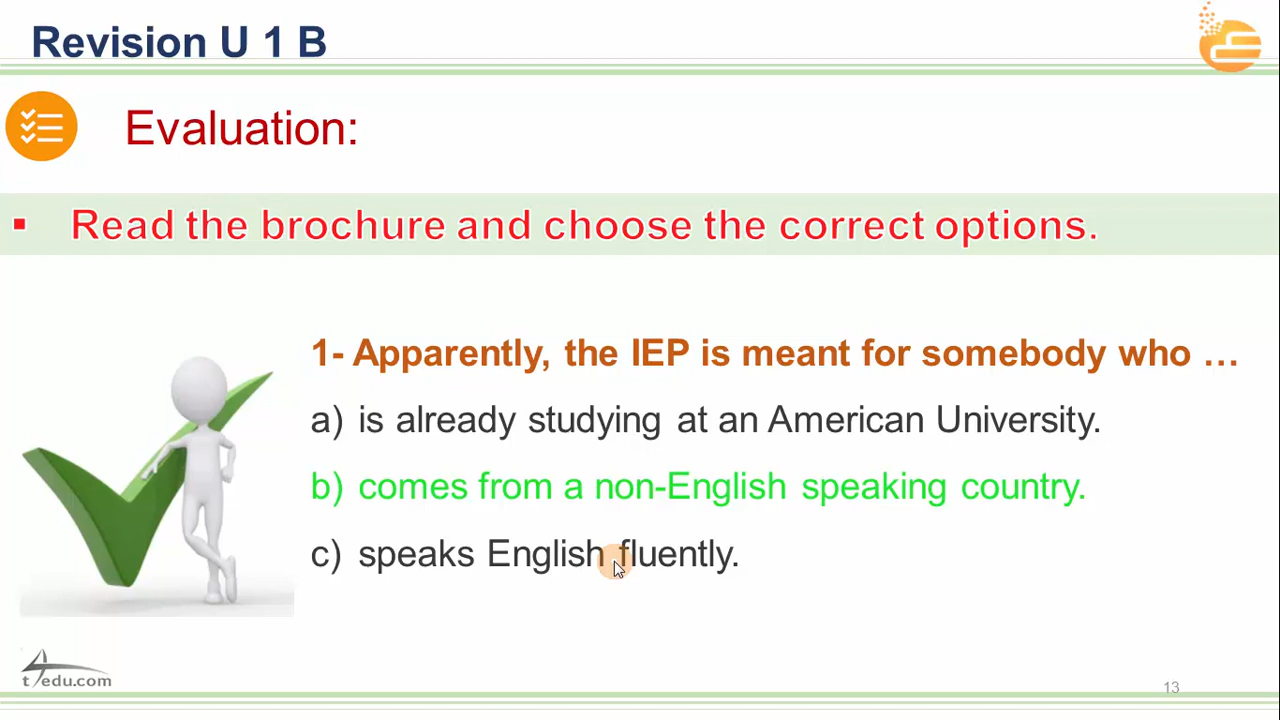 Revision U 1 B
Evaluation:
▪ Read the brochure and choose the correct options.
1- Apparently, the IEP is meant for somebody who …
a) is already studying at an American University.
b) comes from a non-English speaking country.
c) speaks English fluently.
t4edu.com
13